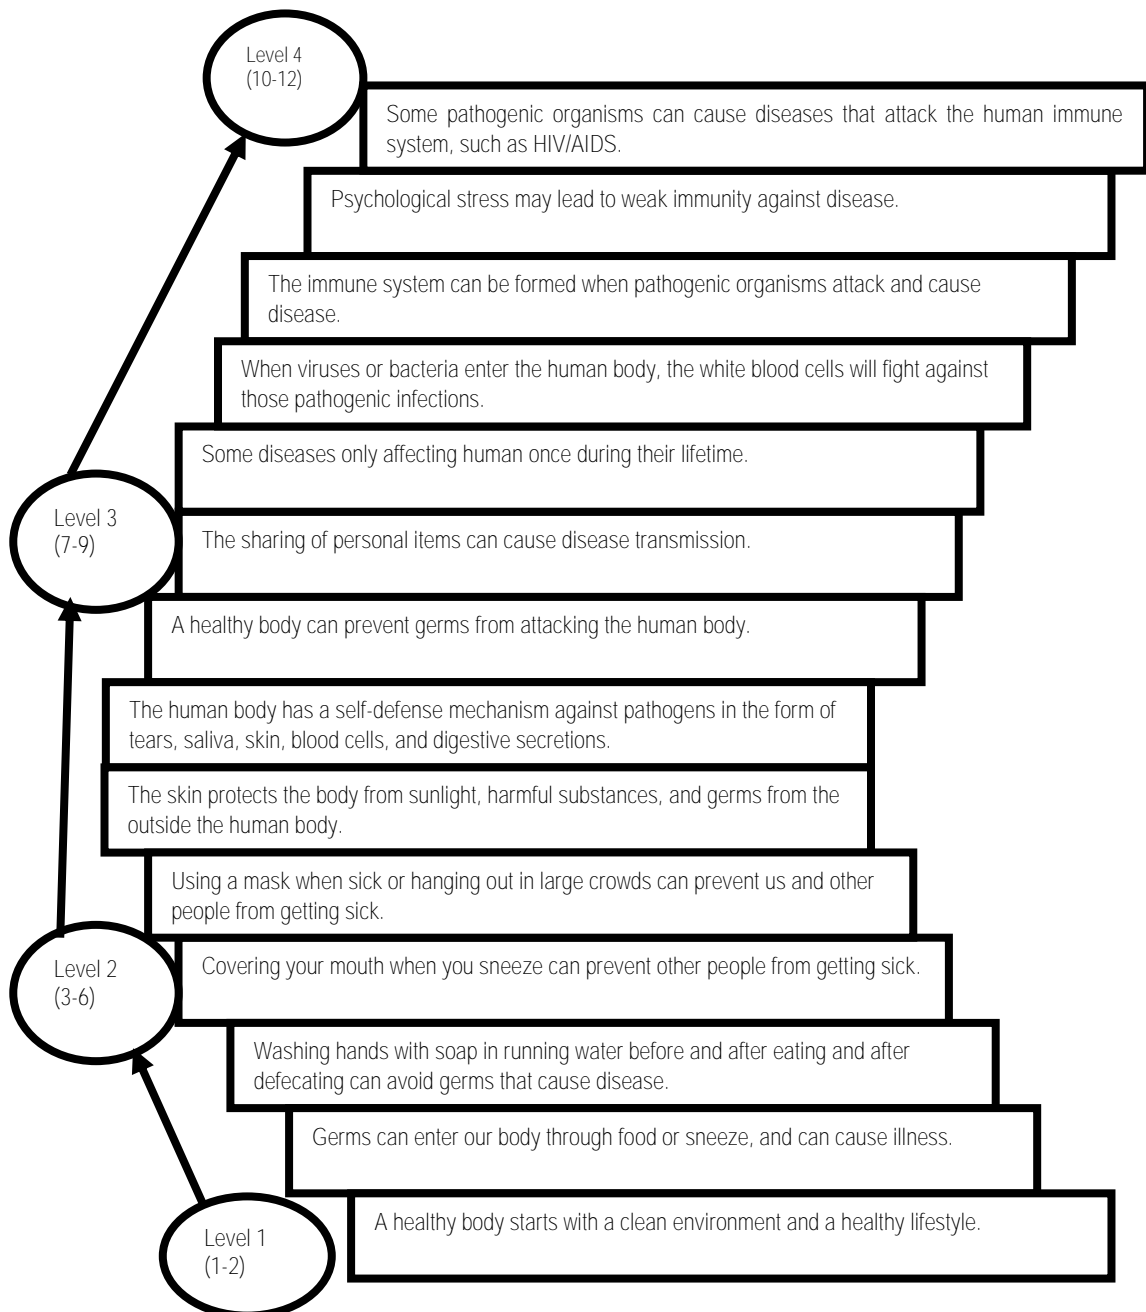 Level 4
(10-12)
Some pathogenic organisms can cause diseases that attack the human immune
system, such as HIV/AIDS.
Psychological stress may lead to weak immunity against disease.
The immune system can be formed when pathogenic organisms attack and cause
disease.
When viruses or bacteria enter the human body, the white blood cells will fight against
those pathogenic infections.
Some diseases only affecting human once during their lifetime.
Level 3
(7-9)
The sharing of personal items can cause disease transmission.
A healthy body can prevent germs from attacking the human body.
The human body has a self-defense mechanism against pathogens in the form of
tears, saliva, skin, blood cells, and digestive secretions.
The skin protects the body from sunlight, harmful substances, and germs from the
outside the human body.
Using a mask when sick or hanging out in large crowds can prevent us and other
people from getting sick.
Level 2
(3-6)
Covering your mouth when you sneeze can prevent other people from getting sick.
Washing hands with soap in running water before and after eating and after
defecating can avoid germs that cause disease.
Germs can enter our body through food or sneeze, and can cause illness.
Level 1
(1-2)
A healthy body starts with a clean environment and a healthy lifestyle.